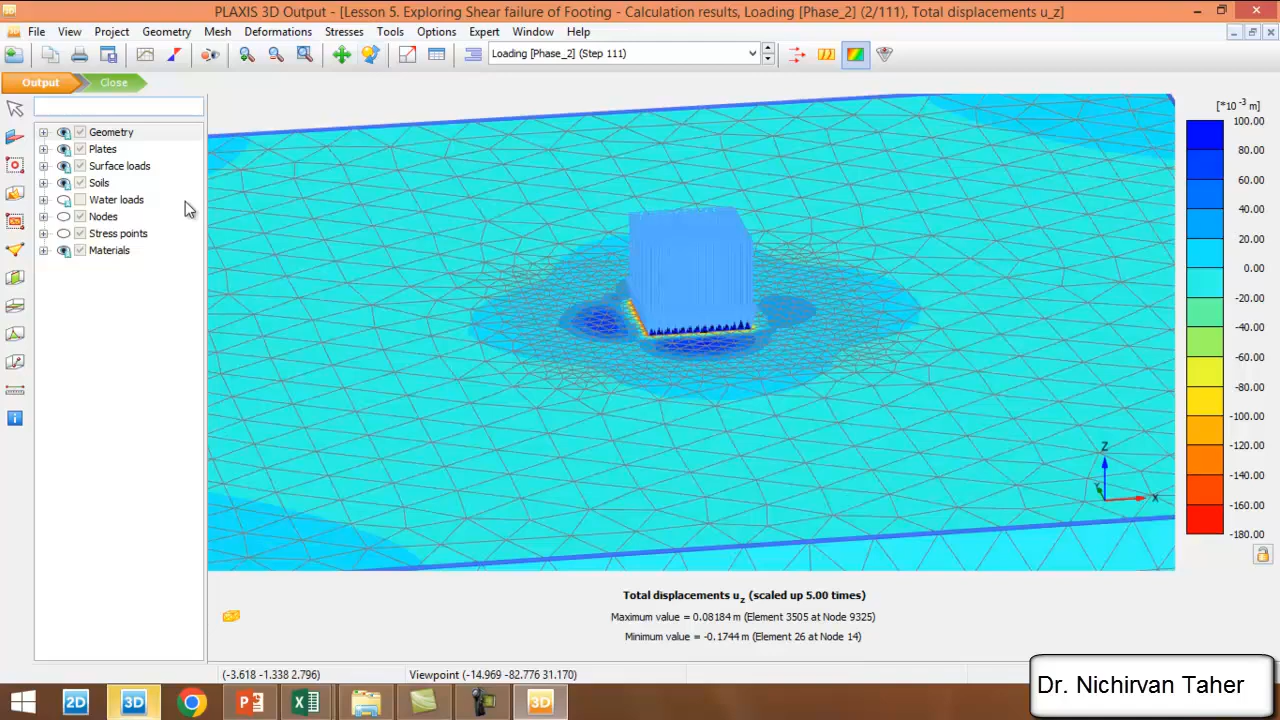 PLAXIS 3D Output - [Lesson 5. Exploring Shear failure of Footing - Calculation results, Loading [Phase_2] (2/111), Total displacements u_z]
File View Project Geometry Mesh Deformations Stresses Tools Options Expert Window Help
Loading [Phase_2] (Step 111)
Output Close
Geometry
Plates
Surface loads
Soils
Water loads
Nodes
Stress points
Materials
[*10-3 m]
100.00
80.00
60.00
40.00
20.00
0.00
-20.00
-40.00
-60.00
-80.00
-100.00
-120.00
-140.00
-160.00
-180.00
Z
Y
X
Total displacements uz (scaled up 5.00 times)
Maximum value = 0.08184 m (Element 3505 at Node 9325)
Minimum value = -0.1744 m (Element 26 at Node 14)
(-3.618 -1.338 2.796) Viewpoint (-14.969 -82.776 31.170)
Dr. Nichirvan Taher
2D 3D 3D